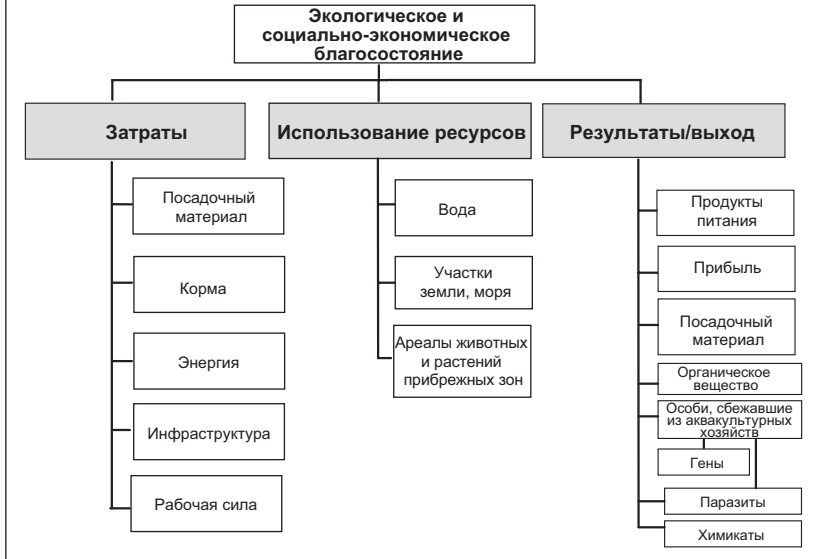 Экологическое и
социально-экономическое
благосостояние
Затраты
Использование ресурсов
Результаты/выход
Посадочный
материал
Корма
Энергия
Инфраструктура
Рабочая сила
Вода
Участки
земли, моря
Ареалы животных
и растений
прибрежных зон
Продукты
питания
Прибыль
Посадочный
материал
Органическое
вещество
Особи, сбежавшие
из аквакультурных
хозяйств
Гены
Паразиты
Химикаты